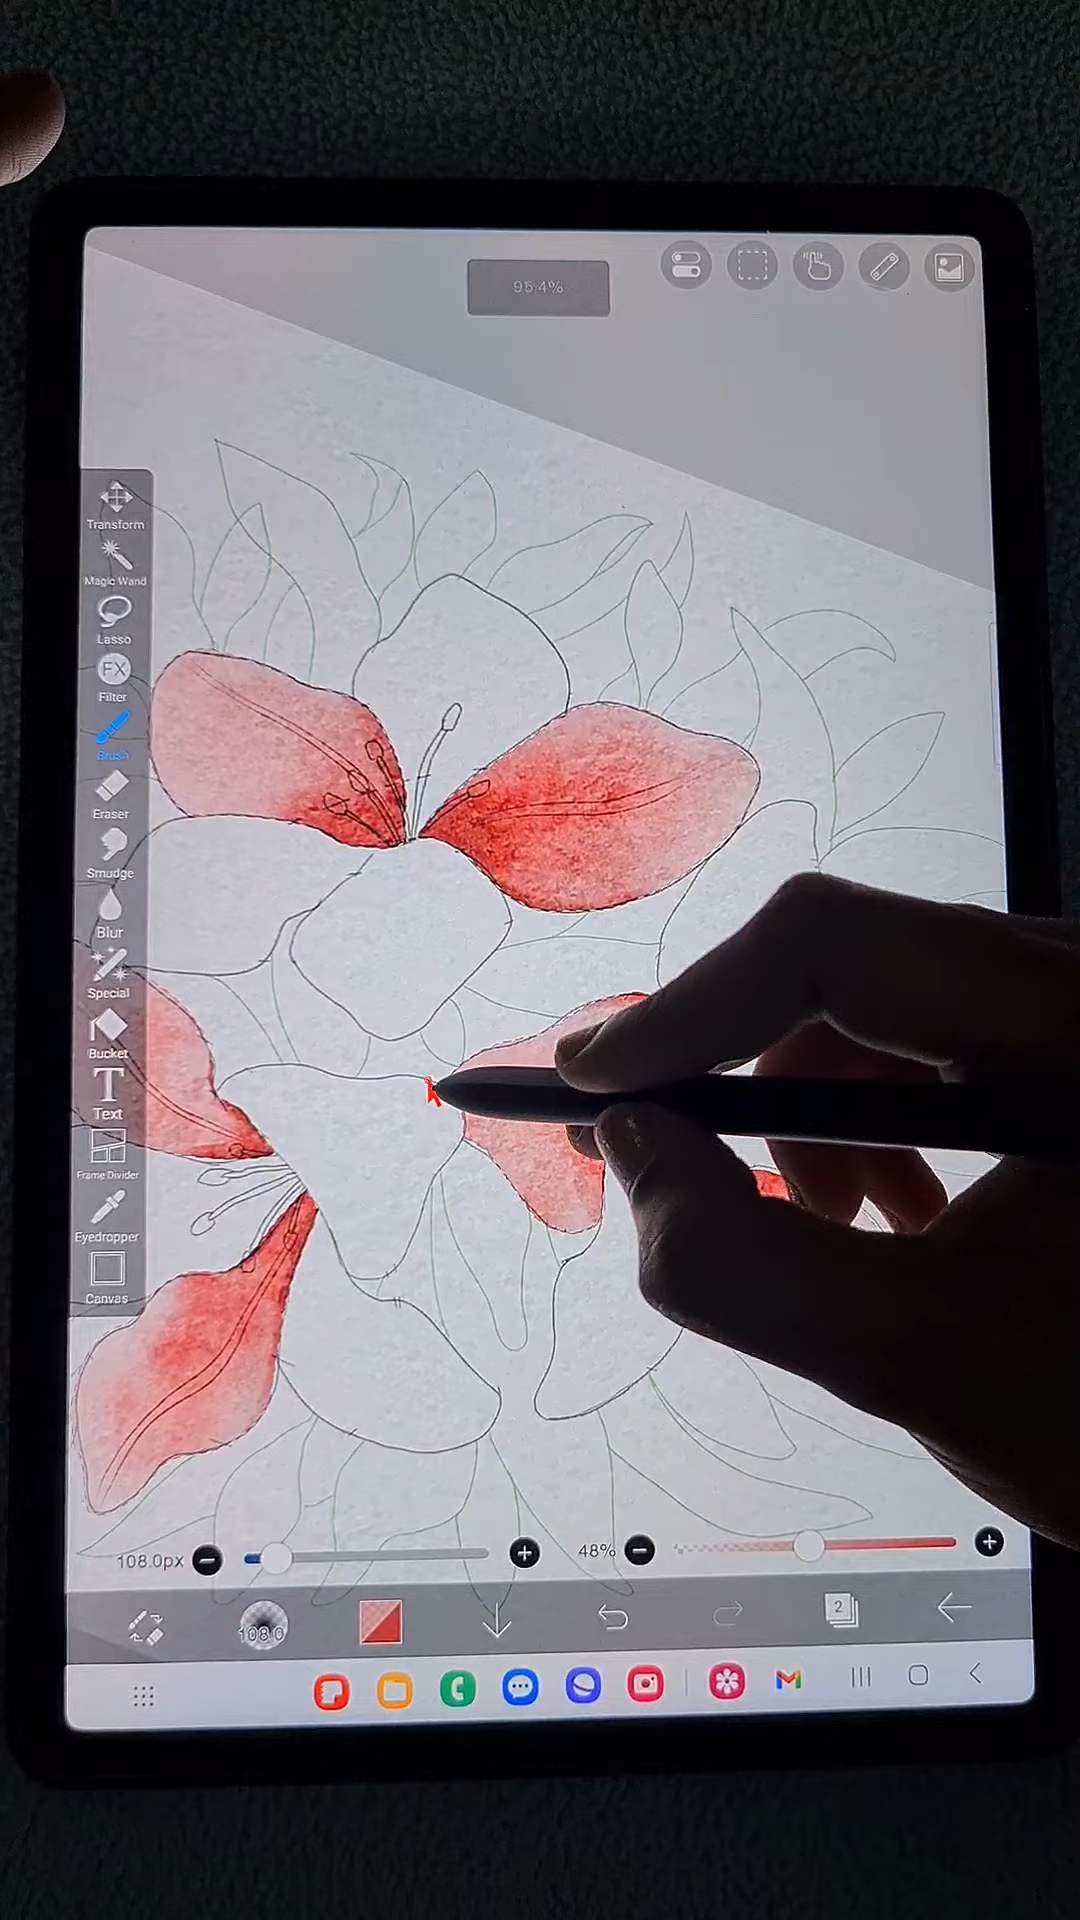 95.4%
Transform
Magic Wand
Lasso
FX
Filter
Brush
Eraser
Smudge
Blur
Special
Bucket
T
Text
Frame Divider
Eyedropper
Canvas
108.0px
48%
108.0
2